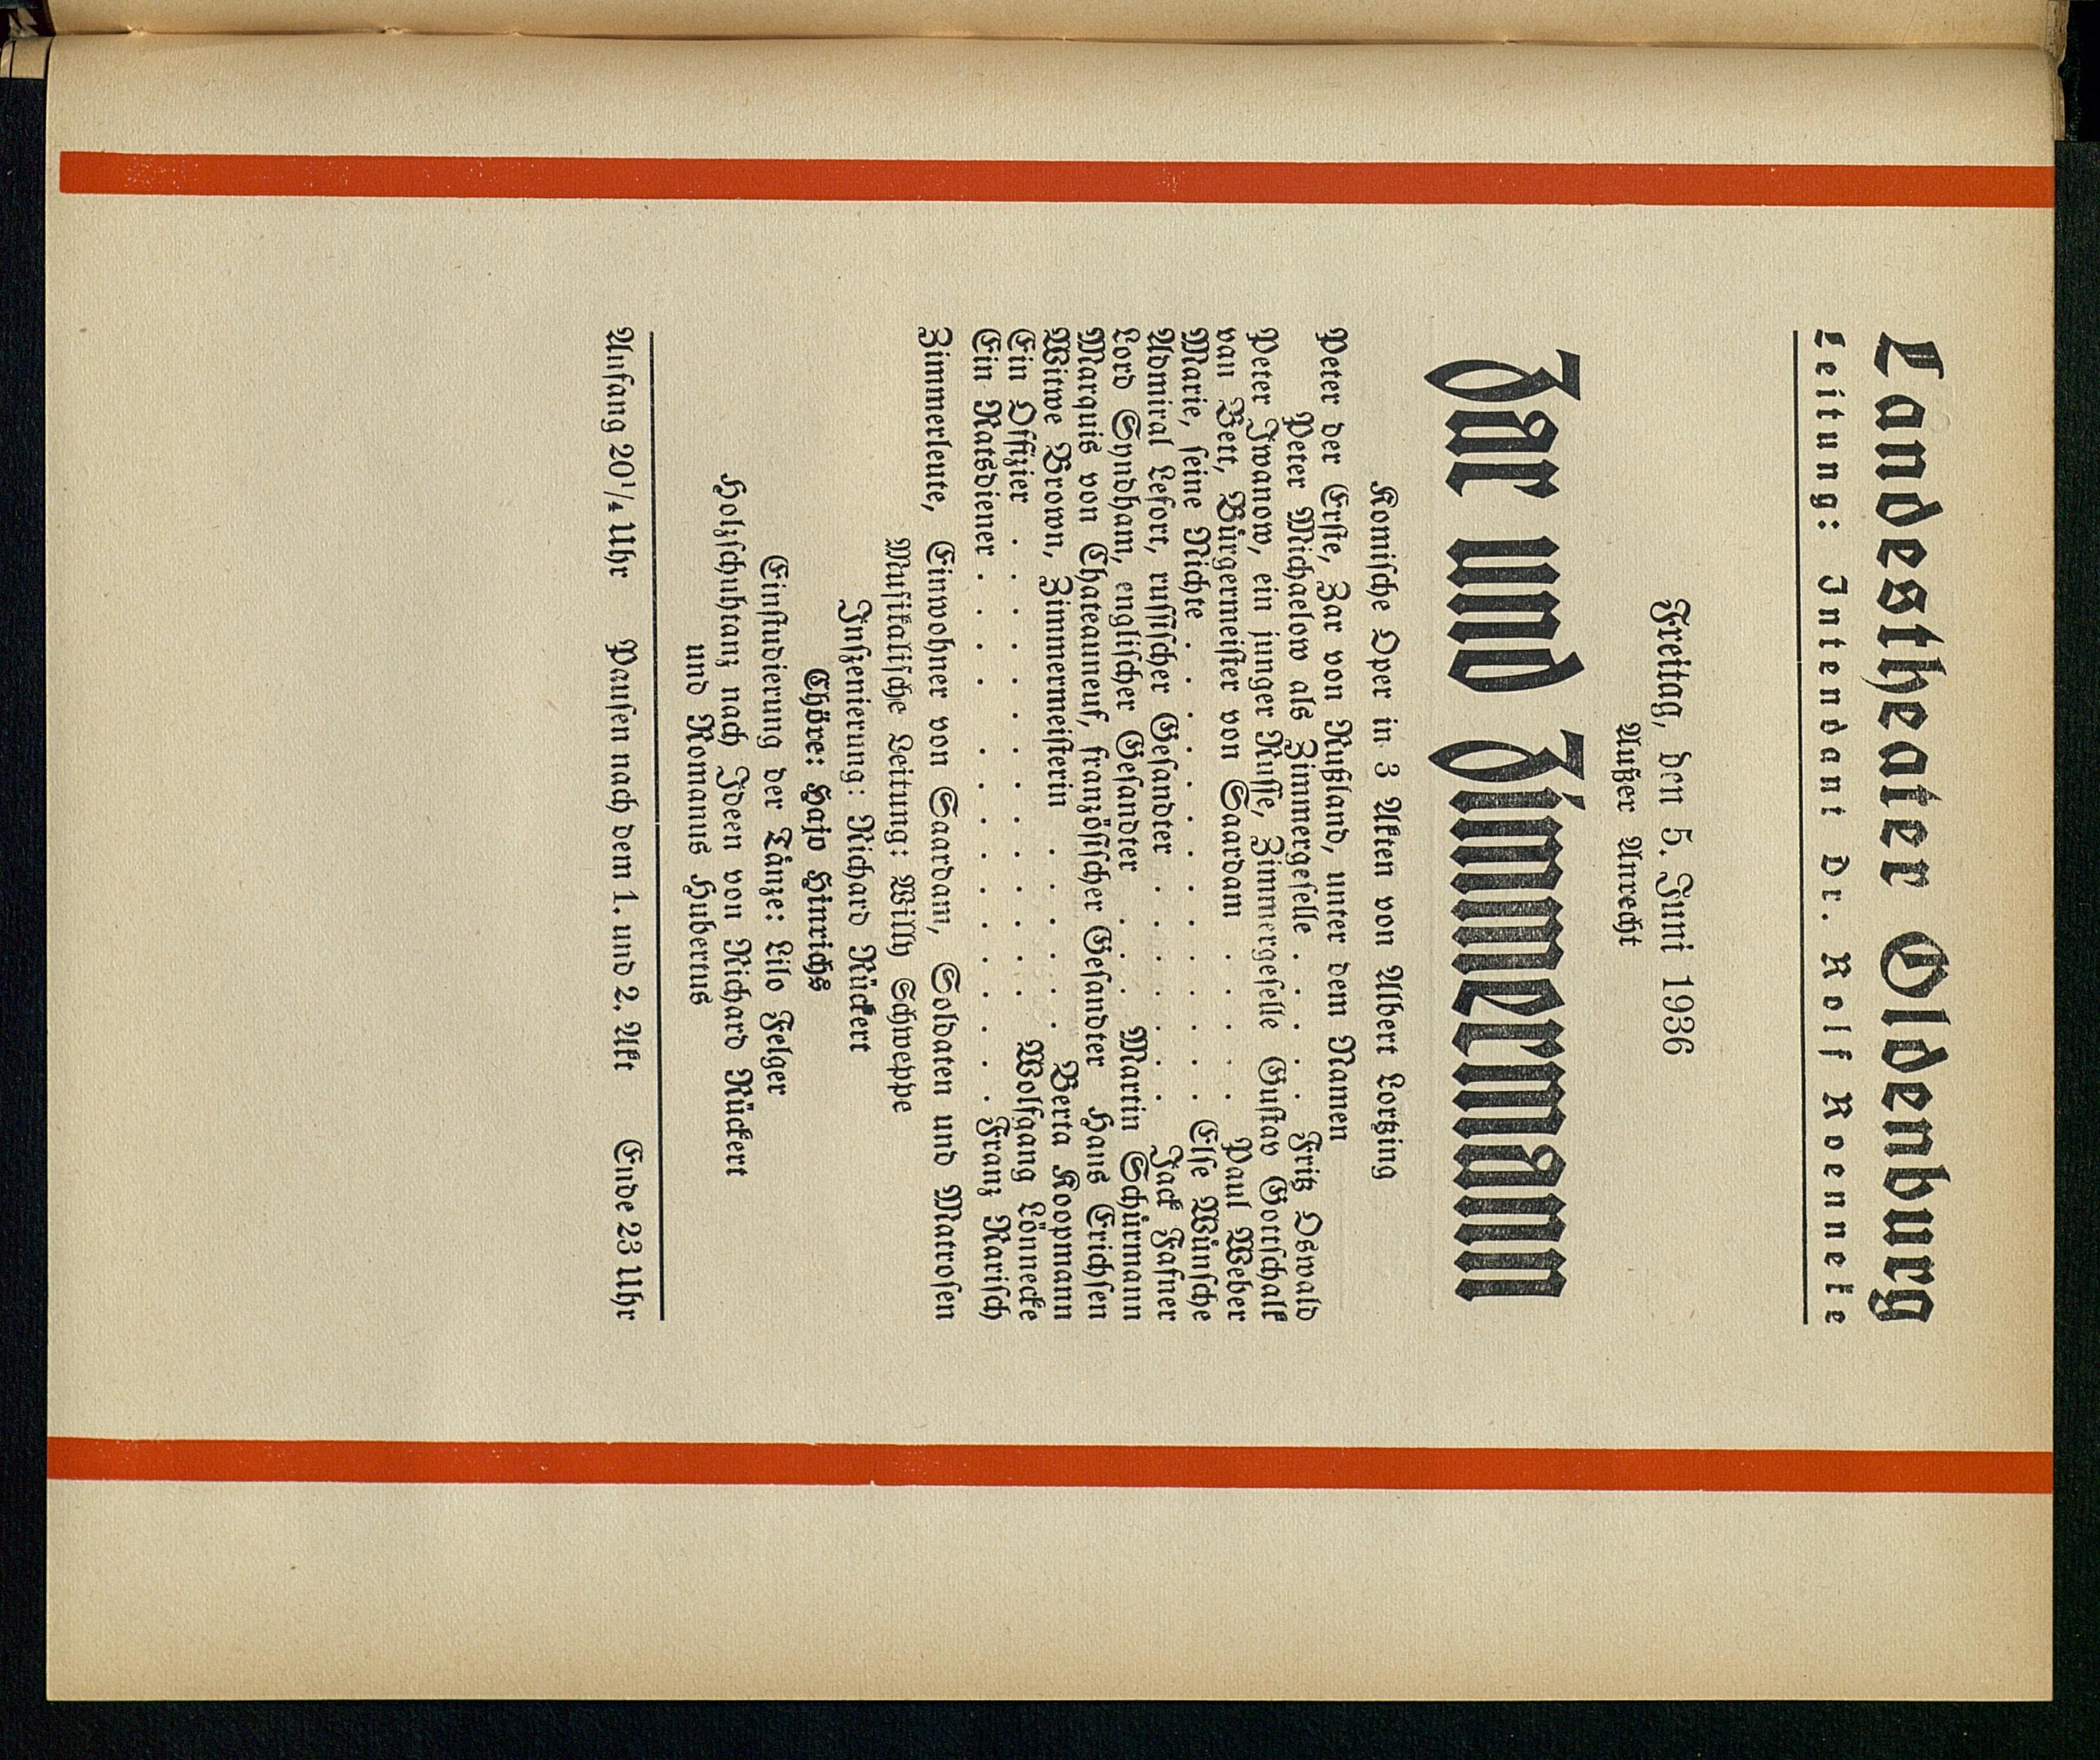 Landestheater Oldenburg
Leitung: Intendant Dr. Rolf Roenneke
Freitag, den 5. Juni 1936
Außer Anrecht
Zar und Zimmermann
Komische Oper in 3 Akten von Albert Lortzing
Peter der Erste, Zar von Rußland, unter dem Namen
Peter Michaelow als Zimmergeselle . . . . . Fritz Oswald
Peter Iwanow, ein junger Russe, Zimmergeselle Gustav Gottschalk
van Bett, Bürgermeister von Saardam . . . . . Paul Weber
Marie, seine Nichte . . . . . . . . . . . . . . Else Wünsche
Admiral Lefort, russischer Gesandter . . . . . . . Jack Fafner
Lord Syndham, englischer Gesandter . . . Martin Schürmann
Marquis von Chateauneuf, französischer Gesandter Hans Erichsen
Witwe Brown, Zimmermeisterin . . . . . . Berta Koopmann
Ein Offizier . . . . . . . . . . . . . . Wolfgang Lönnecke
Ein Ratsdiener . . . . . . . . . . . . . . . . Franz Marisch
Zimmerleute, Einwohner von Saardam, Soldaten und Matrosen
Musikalische Leitung: Willy Schweppe
Inszenierung: Richard Rückert
Chöre: Hajo Hinrichs
Einstudierung der Tänze: Lilo Felger
Holzschuhtanz nach Ideen von Richard Rückert
und Romanus Hubertus
Anfang 20¼ Uhr Pausen nach dem 1. und 2. Akt Ende 23 Uhr